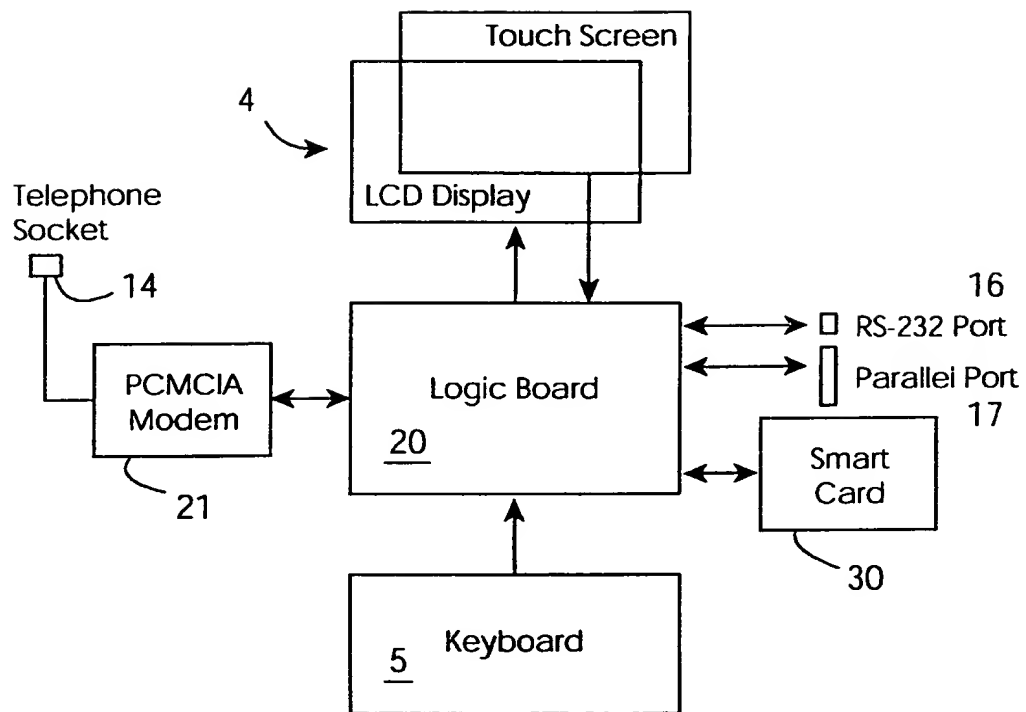 Touch Screen
4
LCD Display
Telephone
Socket
14
16
RS-232 Port
Parallel Port
17
PCMCIA
Modem
21
Logic Board
20
Smart
Card
30
Keyboard
5